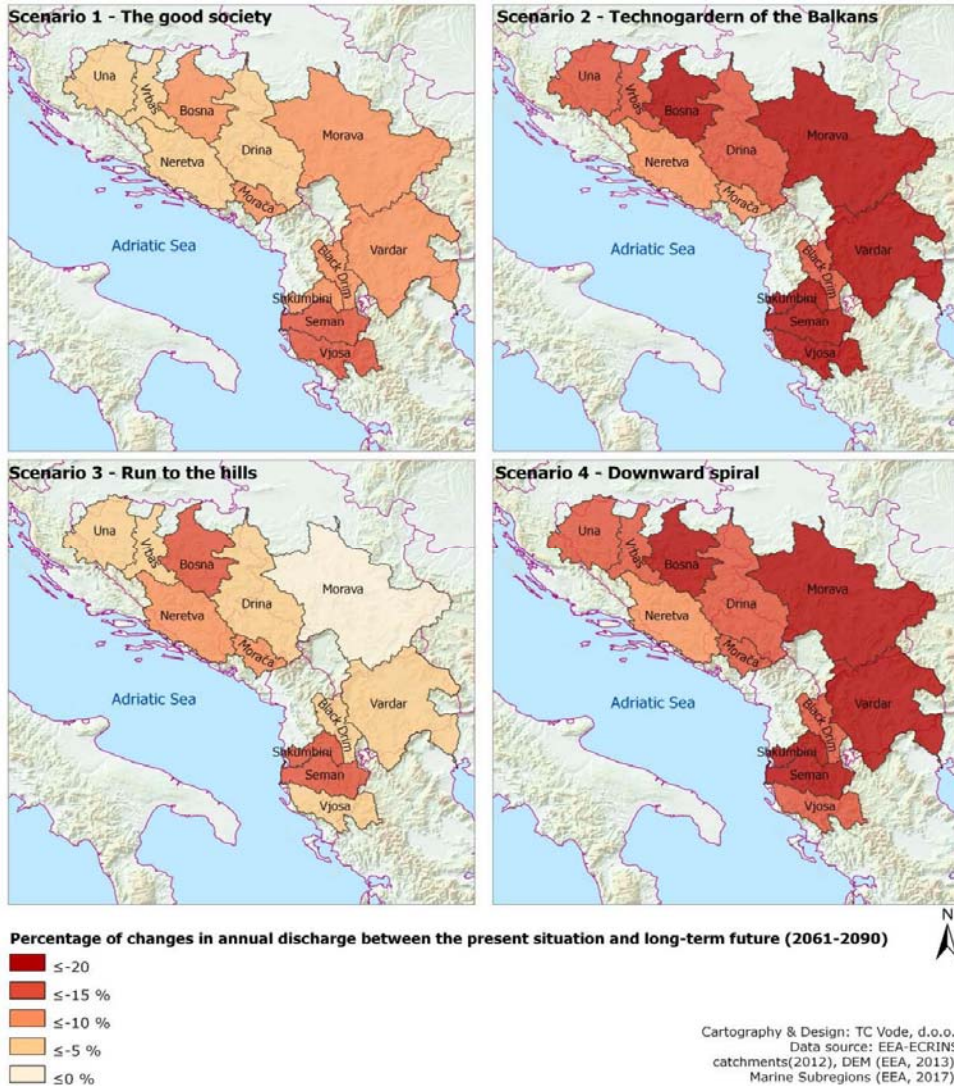 Scenario 1 - The good society
Una
Vrbas
Bosna
Morava
Neretva
Drina
Morača
Adriatic Sea
Black Drim
Vardar
Shkumbini
Seman
Vjosa
Scenario 2 - Technogardern of the Balkans
Una
Vrbas
Bosna
Morava
Neretva
Drina
Morača
Adriatic Sea
Black Drim
Vardar
Shkumbini
Seman
Vjosa
Scenario 3 - Run to the hills
Una
Vrbas
Bosna
Morava
Neretva
Drina
Morača
Adriatic Sea
Black Drim
Vardar
Shkumbini
Seman
Vjosa
Scenario 4 - Downward spiral
Una
Vrbas
Bosna
Morava
Neretva
Drina
Morača
Adriatic Sea
Black Drim
Vardar
Shkumbini
Seman
Vjosa
N
Percentage of changes in annual discharge between the present situation and long-term future (2061-2090)
≤-20
≤-15 %
≤-10 %
≤-5 %
≤0 %
Cartography & Design: TC Vode, d.o.o.
Data source: EEA-ECRINS
catchments(2012), DEM (EEA, 2013)
Marine Subregions (EEA, 2017)